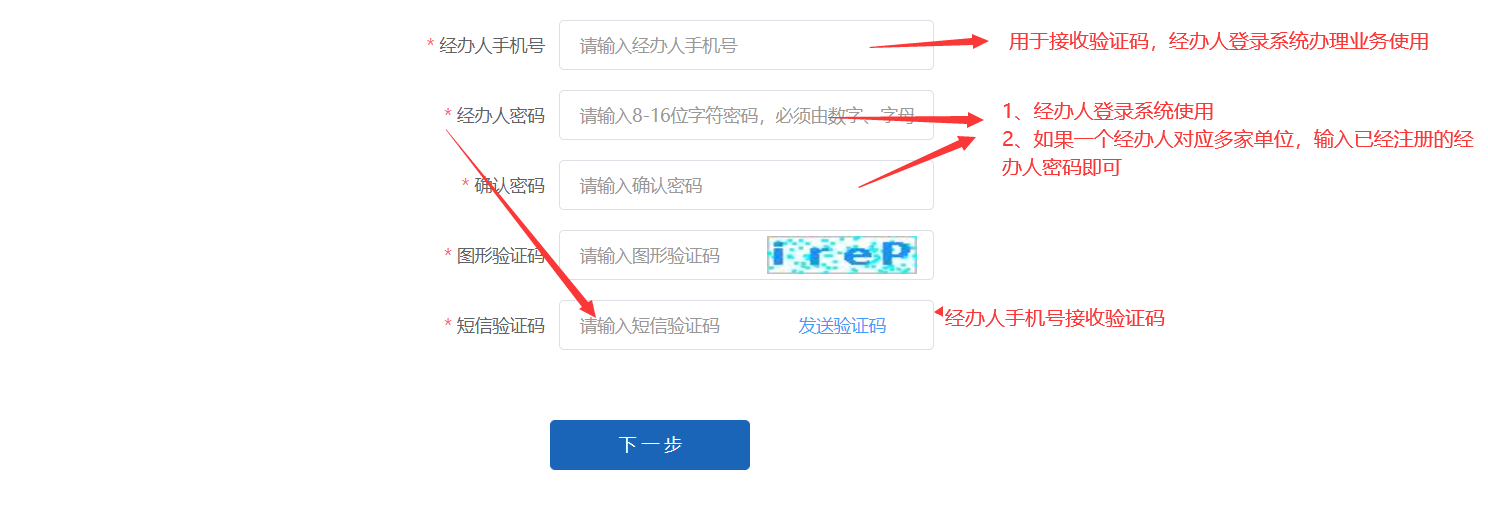 * 经办人手机号 请输入经办人手机号 用于接收验证码，经办人登录系统办理业务使用
* 经办人密码 请输入8-16位字符密码，必须由数字、字母
1、经办人登录系统使用
2、如果一个经办人对应多家单位，输入已经注册的经
办人密码即可
* 确认密码 请输入确认密码
* 图形验证码 请输入图形验证码 ireP
* 短信验证码 请输入短信验证码 发送验证码 经办人手机号接收验证码
下一步